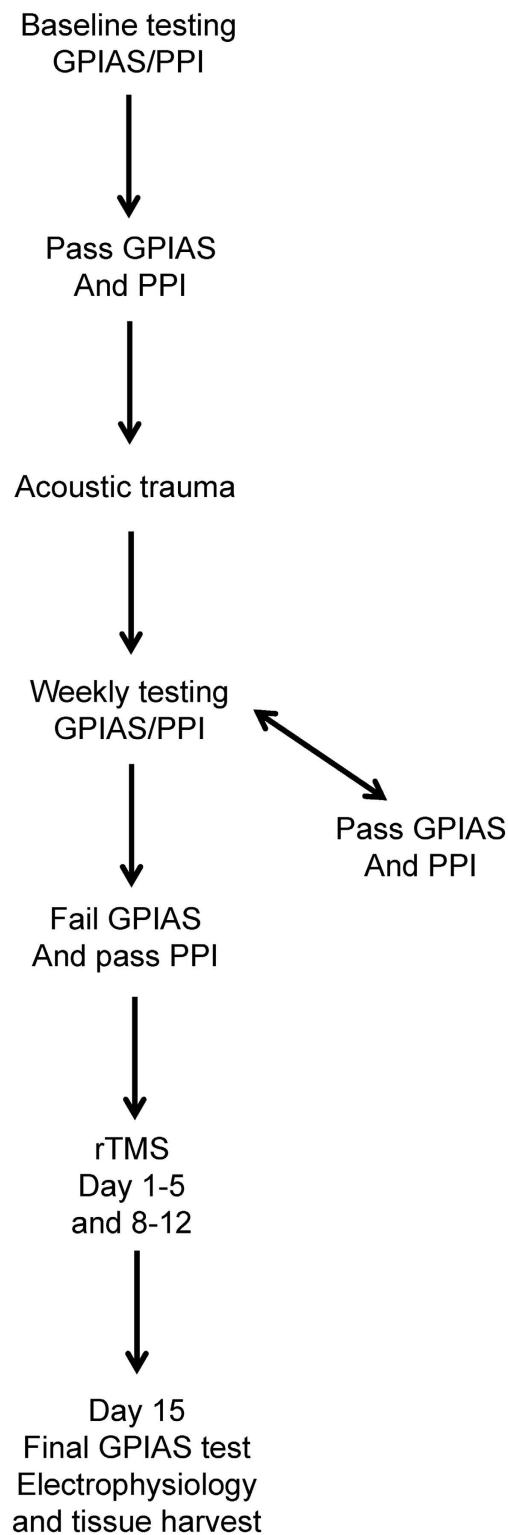 Baseline testing
GPIAS/PPI
Pass GPIAS
And PPI
Acoustic trauma
Weekly testing
GPIAS/PPI
Pass GPIAS
And PPI
Fail GPIAS
And pass PPI
rTMS
Day 1-5
and 8-12
Day 15
Final GPIAS test
Electrophysiology
and tissue harvest